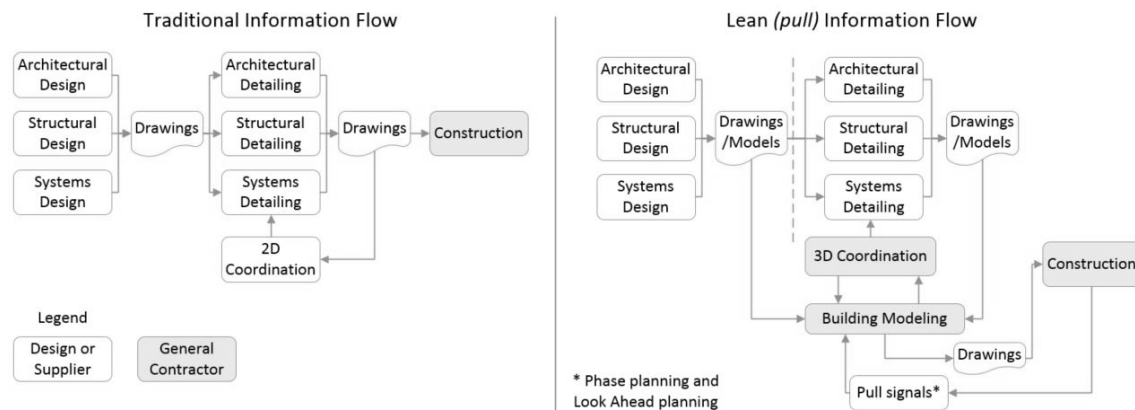 Traditional Information Flow
Architectural
Design
Structural
Design
Systems
Design
Drawings
Architectural
Detailing
Structural
Detailing
Systems
Detailing
Drawings
Construction
2D
Coordination
Legend
Design or
Supplier
General
Contractor
Lean (pull) Information Flow
Architectural
Design
Structural
Design
Systems
Design
Drawings
/Models
Architectural
Detailing
Structural
Detailing
Systems
Detailing
Drawings
/Models
3D Coordination
Construction
Building Modeling
Drawings
Pull signals*
* Phase planning and
Look Ahead planning